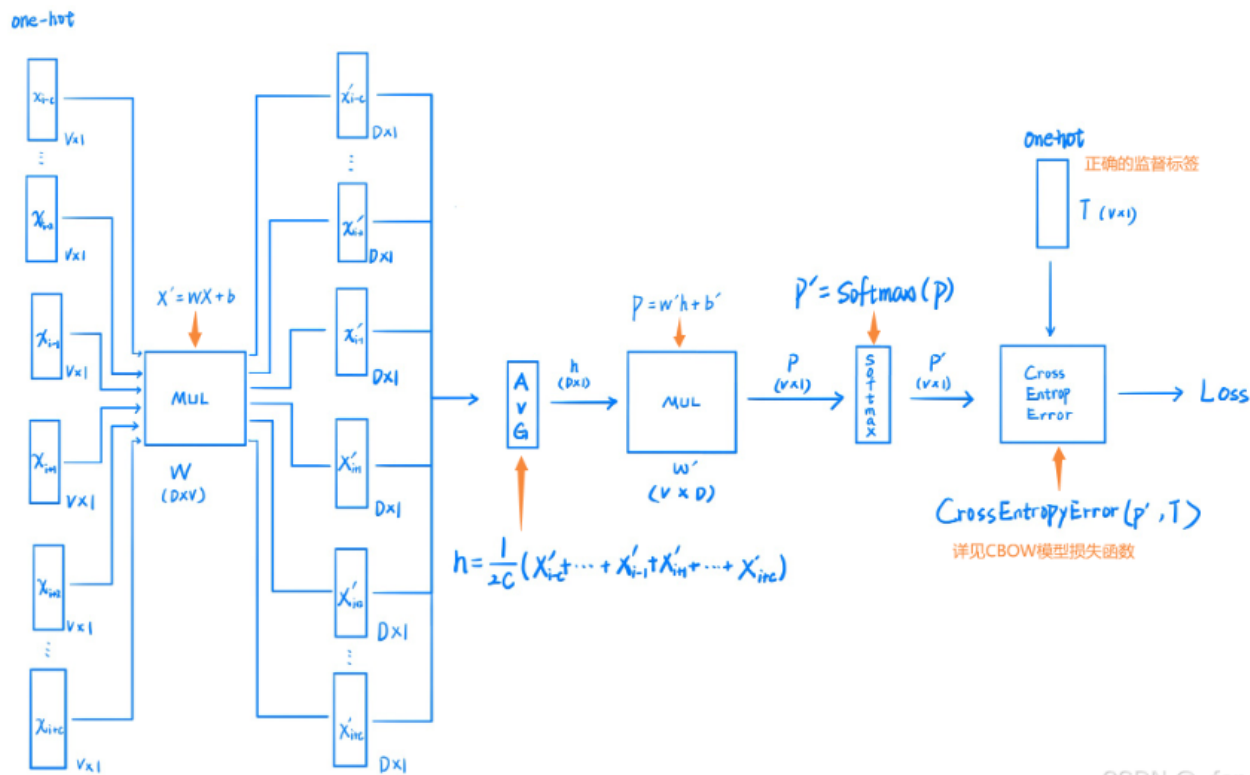 one-hot
x_{i-c}
V×1
⋮
x_{i-2}
V×1
x_{i-1}
V×1
x_{i+1}
V×1
x_{i+2}
V×1
⋮
x_{i+c}
V×1
X′=WX+b
MUL
W
(D×V)
x′_{i-c}
D×1
⋮
D×1
x′_{i-1}
D×1
X′_{i+1}
D×1
X′_{i+2}
D×1
⋮
X′_{i+c}
D×1
AVG
h=1/2C(X′_{i-c}+⋯+X′_{i-1}+X′_{i+1}+⋯+X′_{i+c})
h
(D×1)
P=w′h+b′
MUL
W′
(V×D)
P
(V×1)
P′=Softmax(P)
Softmax
P′
(V×1)
onehot
正确的监督标签
T (V×1)
Cross
Entrop
Error
Loss
CrossEntropyError(P′,T)
详见CBOW模型损失函数